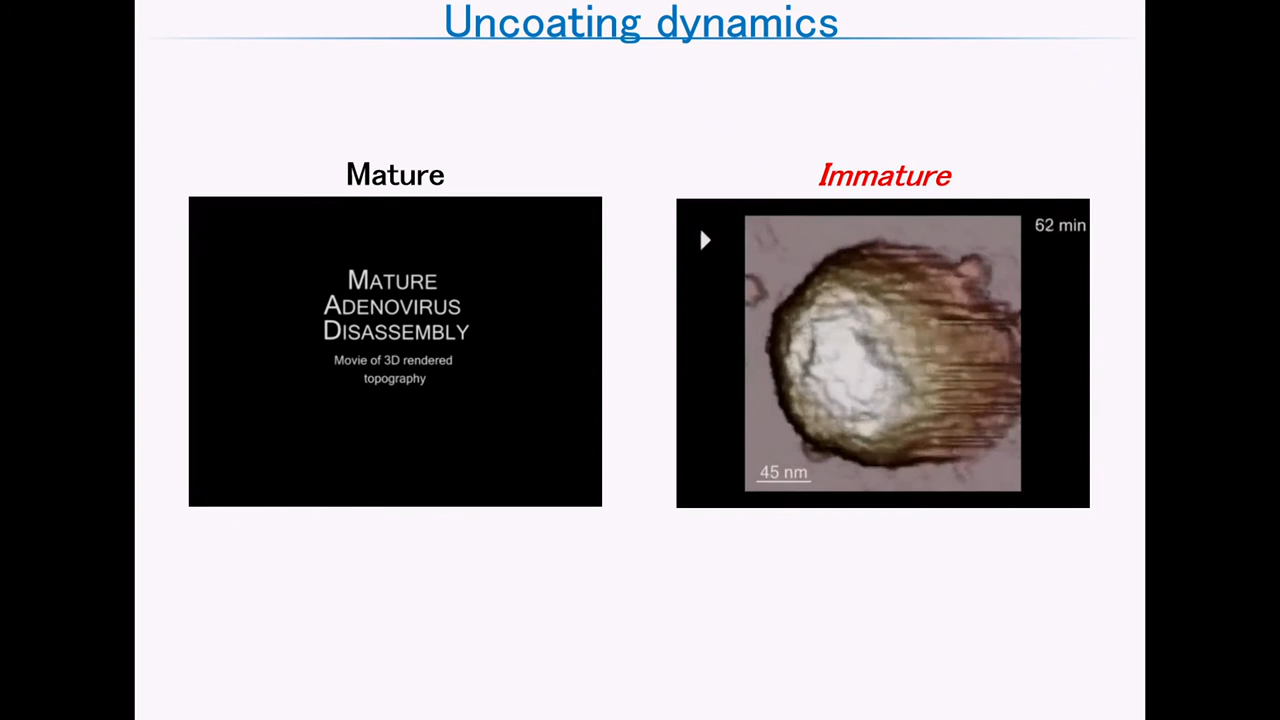 Uncoating dynamics
Mature
Immature
MATURE
ADENOVIRUS
DISASSEMBLY
Movie of 3D rendered
topography
62 min
45 nm